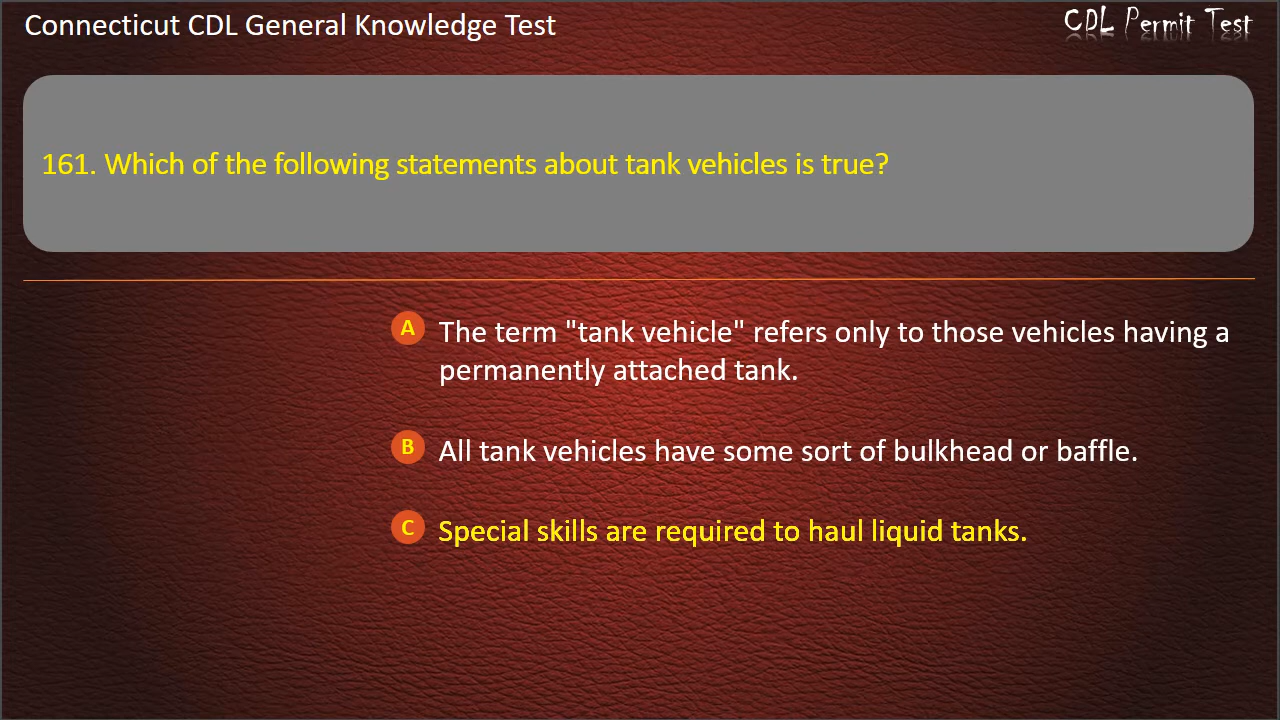 Connecticut CDL General Knowledge Test
CDL Permit Test
161. Which of the following statements about tank vehicles is true?
A The term "tank vehicle" refers only to those vehicles having a
permanently attached tank.
B All tank vehicles have some sort of bulkhead or baffle.
C Special skills are required to haul liquid tanks.